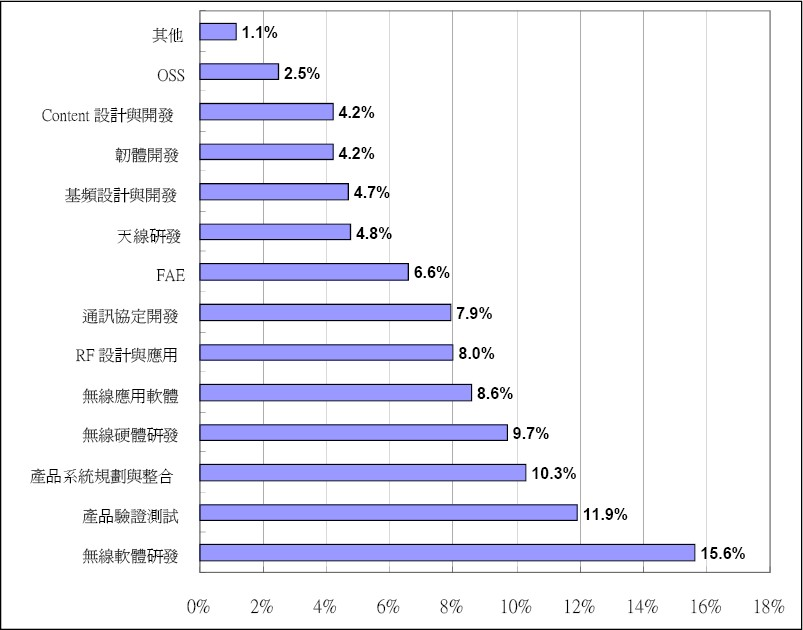 其他 1.1%
OSS 2.5%
Content 設計與開發 4.2%
韌體開發 4.2%
基頻設計與開發 4.7%
天線研發 4.8%
FAE 6.6%
通訊協定開發 7.9%
RF 設計與應用 8.0%
無線應用軟體 8.6%
無線硬體研發 9.7%
產品系統規劃與整合 10.3%
產品驗證測試 11.9%
無線軟體研發 15.6%
0% 2% 4% 6% 8% 10% 12% 14% 16% 18%